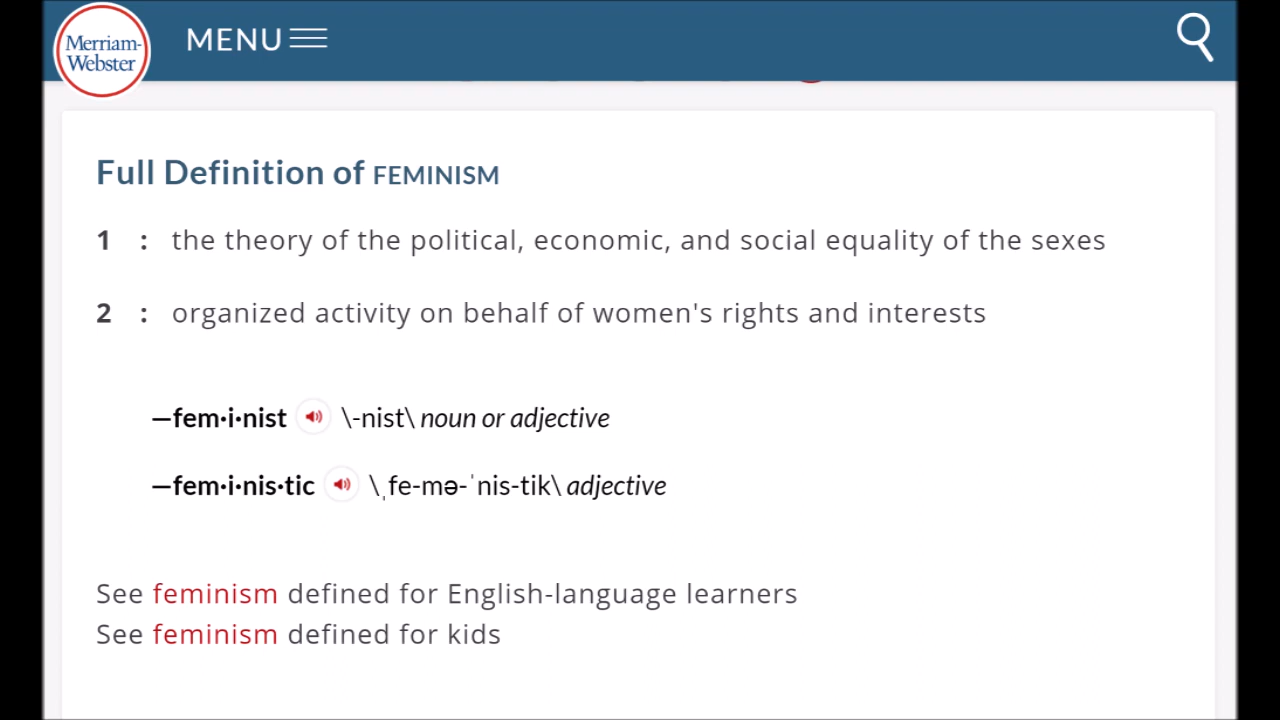 Merriam-
Webster
MENU
Full Definition of FEMINISM
1 : the theory of the political, economic, and social equality of the sexes
2 : organized activity on behalf of women's rights and interests
—fem·i·nist \-nist\ noun or adjective
—fem·i·nis·tic \ˌfe-mə-ˈnis-tik\ adjective
See feminism defined for English-language learners
See feminism defined for kids